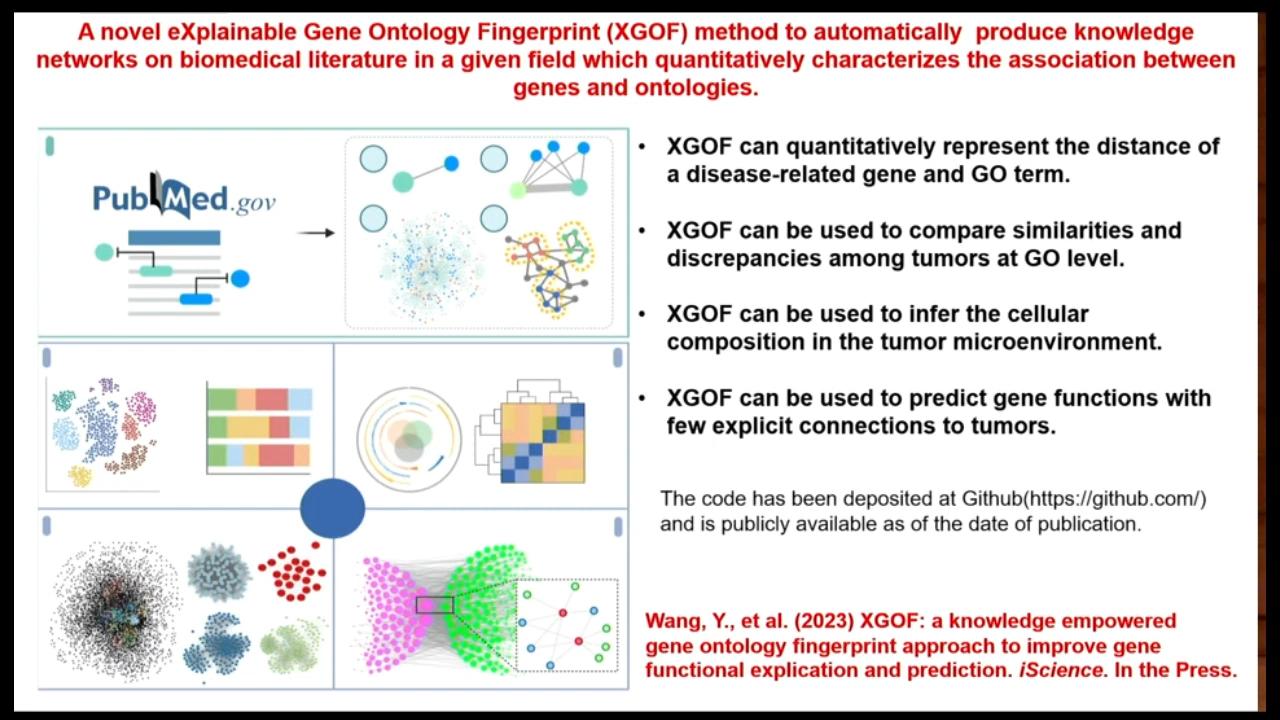 A novel eXplainable Gene Ontology Fingerprint (XGOF) method to automatically produce knowledge
networks on biomedical literature in a given field which quantitatively characterizes the association between
genes and ontologies.
PubMed.gov
• XGOF can quantitatively represent the distance of
a disease-related gene and GO term.
• XGOF can be used to compare similarities and
discrepancies among tumors at GO level.
• XGOF can be used to infer the cellular
composition in the tumor microenvironment.
• XGOF can be used to predict gene functions with
few explicit connections to tumors.
The code has been deposited at Github(https://github.com/)
and is publicly available as of the date of publication.
Wang, Y., et al. (2023) XGOF: a knowledge empowered
gene ontology fingerprint approach to improve gene
functional explication and prediction. iScience. In the Press.